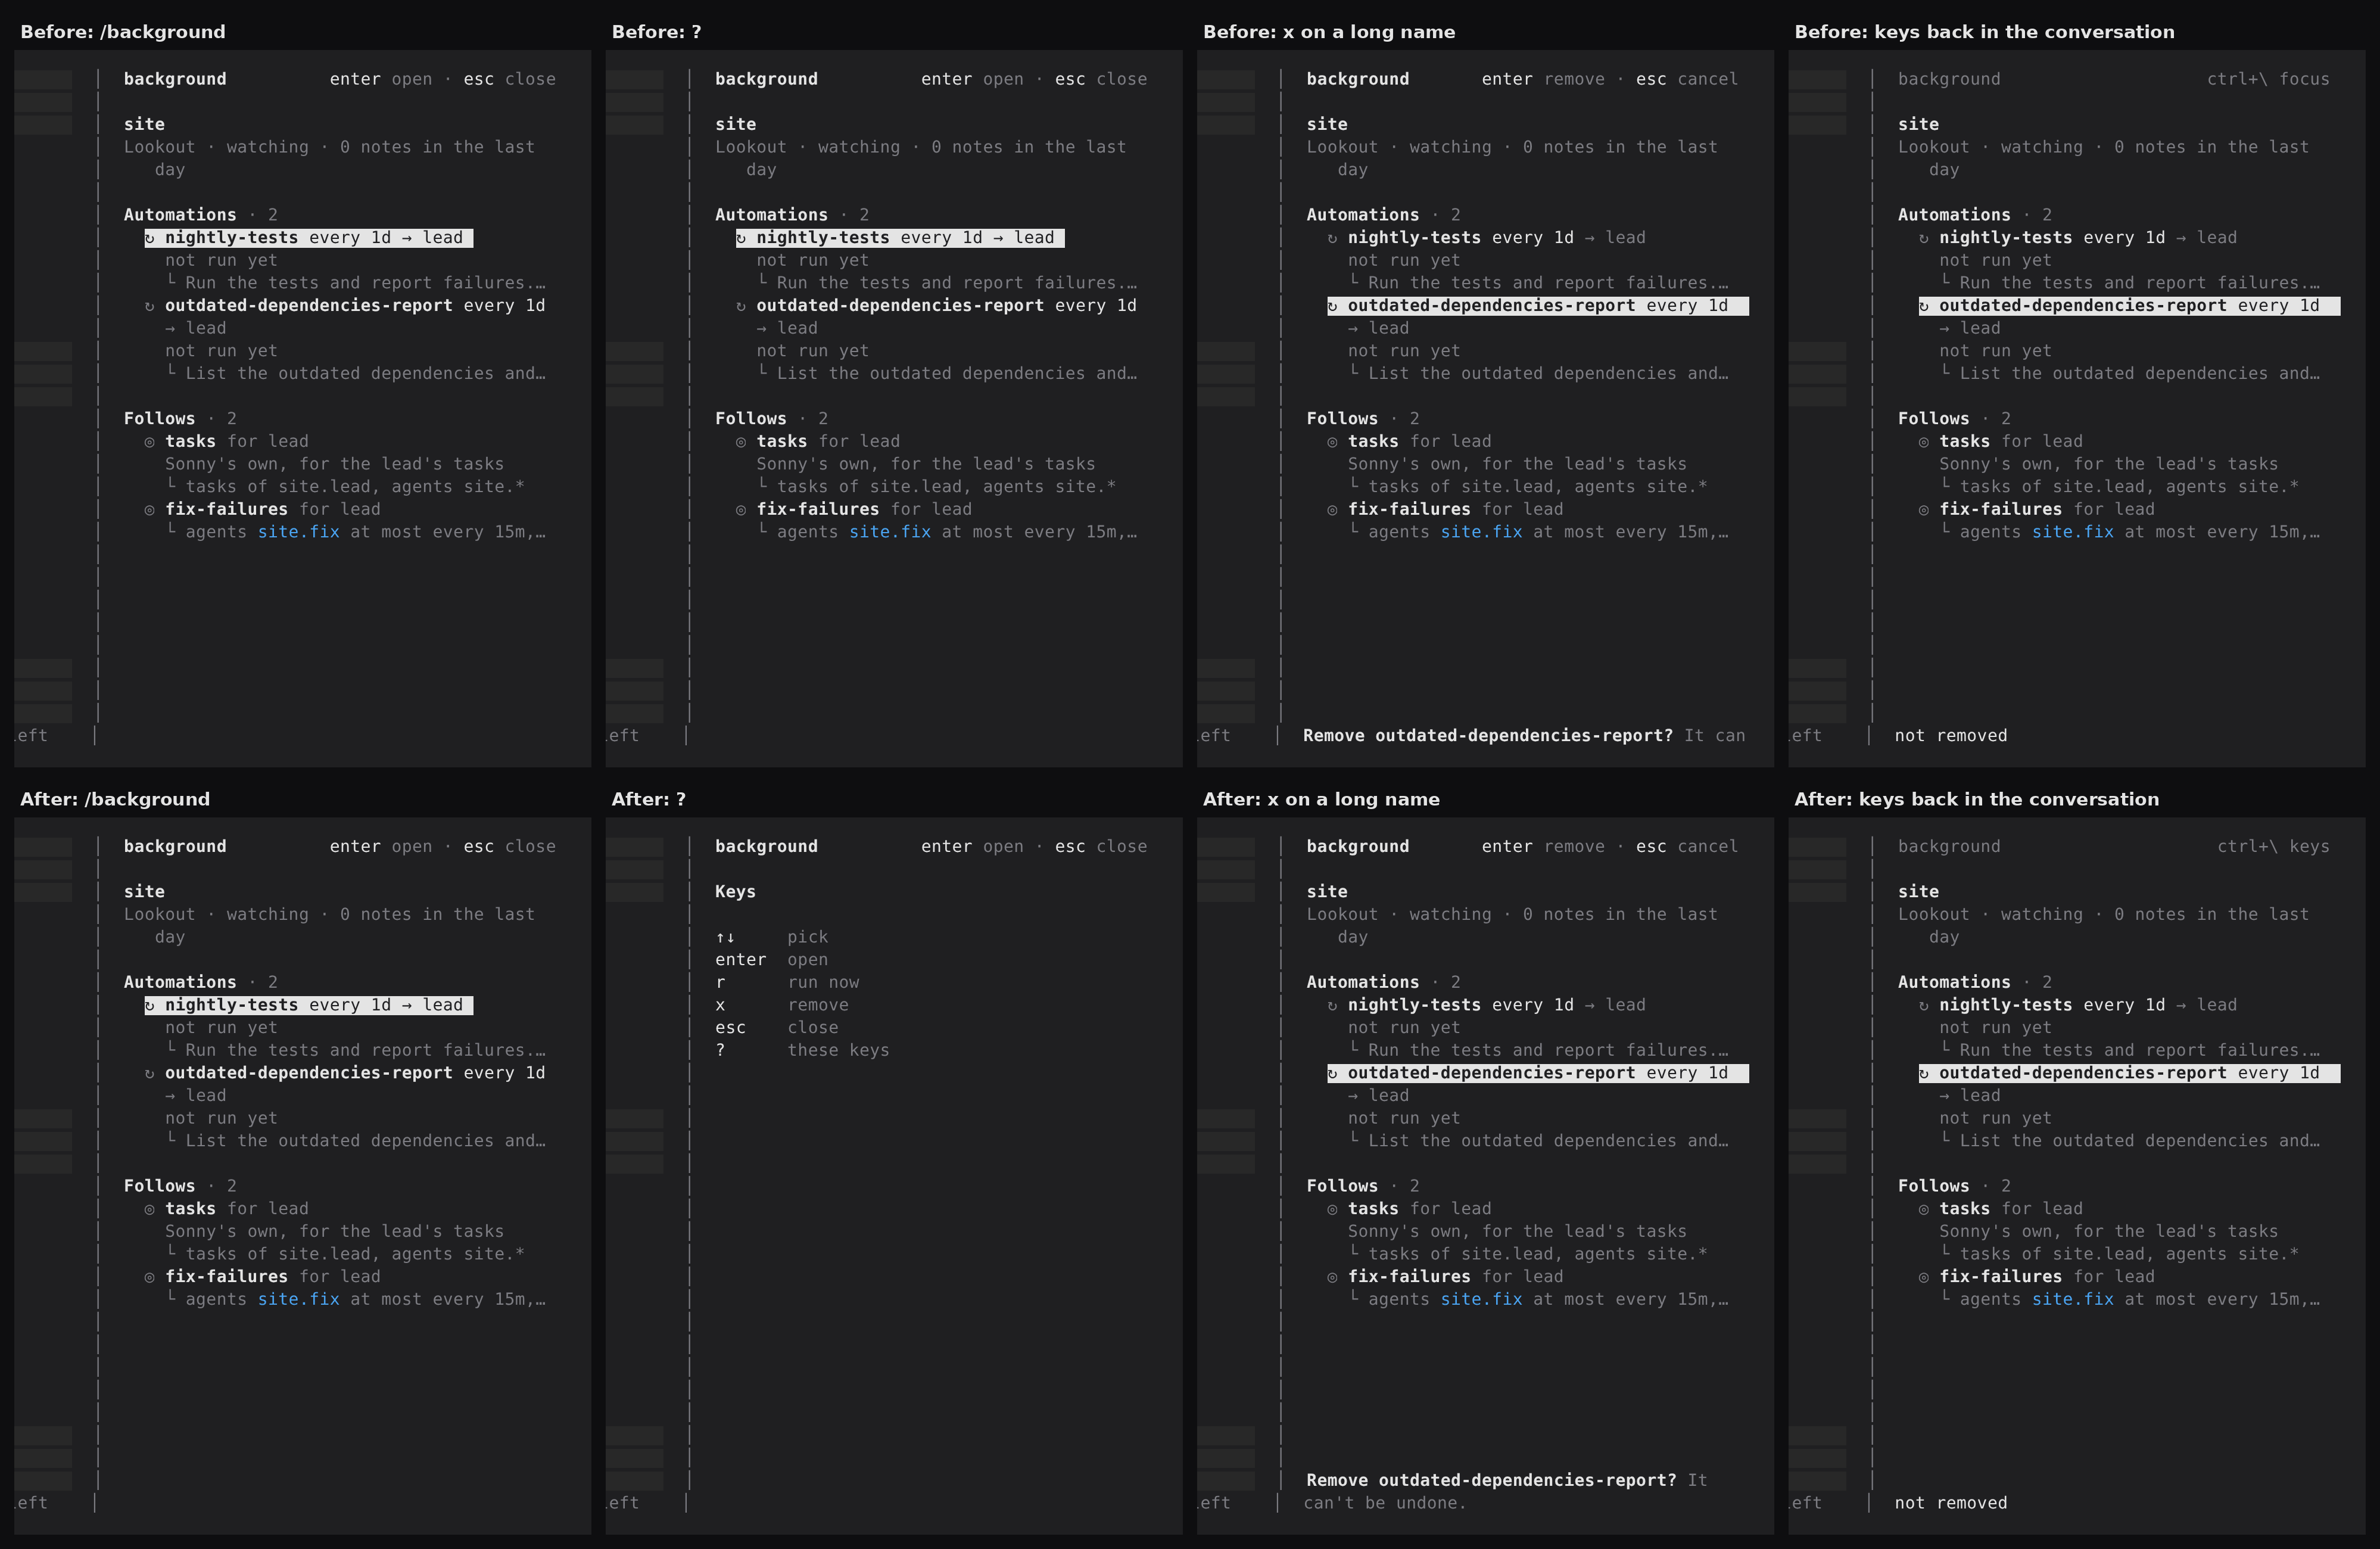 Before: /background
background enter open · esc close
site
Lookout · watching · 0 notes in the last
day
Automations · 2
↻ nightly-tests every 1d → lead
not run yet
└ Run the tests and report failures.…
↻ outdated-dependencies-report every 1d
→ lead
not run yet
└ List the outdated dependencies and…
Follows · 2
◎ tasks for lead
Sonny's own, for the lead's tasks
└ tasks of site.lead, agents site.*
◎ fix-failures for lead
└ agents site.fix at most every 15m,…
left
Before: ?
background enter open · esc close
site
Lookout · watching · 0 notes in the last
day
Automations · 2
↻ nightly-tests every 1d → lead
not run yet
└ Run the tests and report failures.…
↻ outdated-dependencies-report every 1d
→ lead
not run yet
└ List the outdated dependencies and…
Follows · 2
◎ tasks for lead
Sonny's own, for the lead's tasks
└ tasks of site.lead, agents site.*
◎ fix-failures for lead
└ agents site.fix at most every 15m,…
left
Before: x on a long name
background enter remove · esc cancel
site
Lookout · watching · 0 notes in the last
day
Automations · 2
↻ nightly-tests every 1d → lead
not run yet
└ Run the tests and report failures.…
↻ outdated-dependencies-report every 1d
→ lead
not run yet
└ List the outdated dependencies and…
Follows · 2
◎ tasks for lead
Sonny's own, for the lead's tasks
└ tasks of site.lead, agents site.*
◎ fix-failures for lead
└ agents site.fix at most every 15m,…
left Remove outdated-dependencies-report? It can
Before: keys back in the conversation
background ctrl+\ focus
site
Lookout · watching · 0 notes in the last
day
Automations · 2
↻ nightly-tests every 1d → lead
not run yet
└ Run the tests and report failures.…
↻ outdated-dependencies-report every 1d
→ lead
not run yet
└ List the outdated dependencies and…
Follows · 2
◎ tasks for lead
Sonny's own, for the lead's tasks
└ tasks of site.lead, agents site.*
◎ fix-failures for lead
└ agents site.fix at most every 15m,…
left not removed
After: /background
background enter open · esc close
site
Lookout · watching · 0 notes in the last
day
Automations · 2
↻ nightly-tests every 1d → lead
not run yet
└ Run the tests and report failures.…
↻ outdated-dependencies-report every 1d
→ lead
not run yet
└ List the outdated dependencies and…
Follows · 2
◎ tasks for lead
Sonny's own, for the lead's tasks
└ tasks of site.lead, agents site.*
◎ fix-failures for lead
└ agents site.fix at most every 15m,…
left
After: ?
background enter open · esc close
Keys
↑↓ pick
enter open
r run now
x remove
esc close
? these keys
left
After: x on a long name
background enter remove · esc cancel
site
Lookout · watching · 0 notes in the last
day
Automations · 2
↻ nightly-tests every 1d → lead
not run yet
└ Run the tests and report failures.…
↻ outdated-dependencies-report every 1d
→ lead
not run yet
└ List the outdated dependencies and…
Follows · 2
◎ tasks for lead
Sonny's own, for the lead's tasks
└ tasks of site.lead, agents site.*
◎ fix-failures for lead
└ agents site.fix at most every 15m,…
Remove outdated-dependencies-report? It
left can't be undone.
After: keys back in the conversation
background ctrl+\ keys
site
Lookout · watching · 0 notes in the last
day
Automations · 2
↻ nightly-tests every 1d → lead
not run yet
└ Run the tests and report failures.…
↻ outdated-dependencies-report every 1d
→ lead
not run yet
└ List the outdated dependencies and…
Follows · 2
◎ tasks for lead
Sonny's own, for the lead's tasks
└ tasks of site.lead, agents site.*
◎ fix-failures for lead
└ agents site.fix at most every 15m,…
left not removed